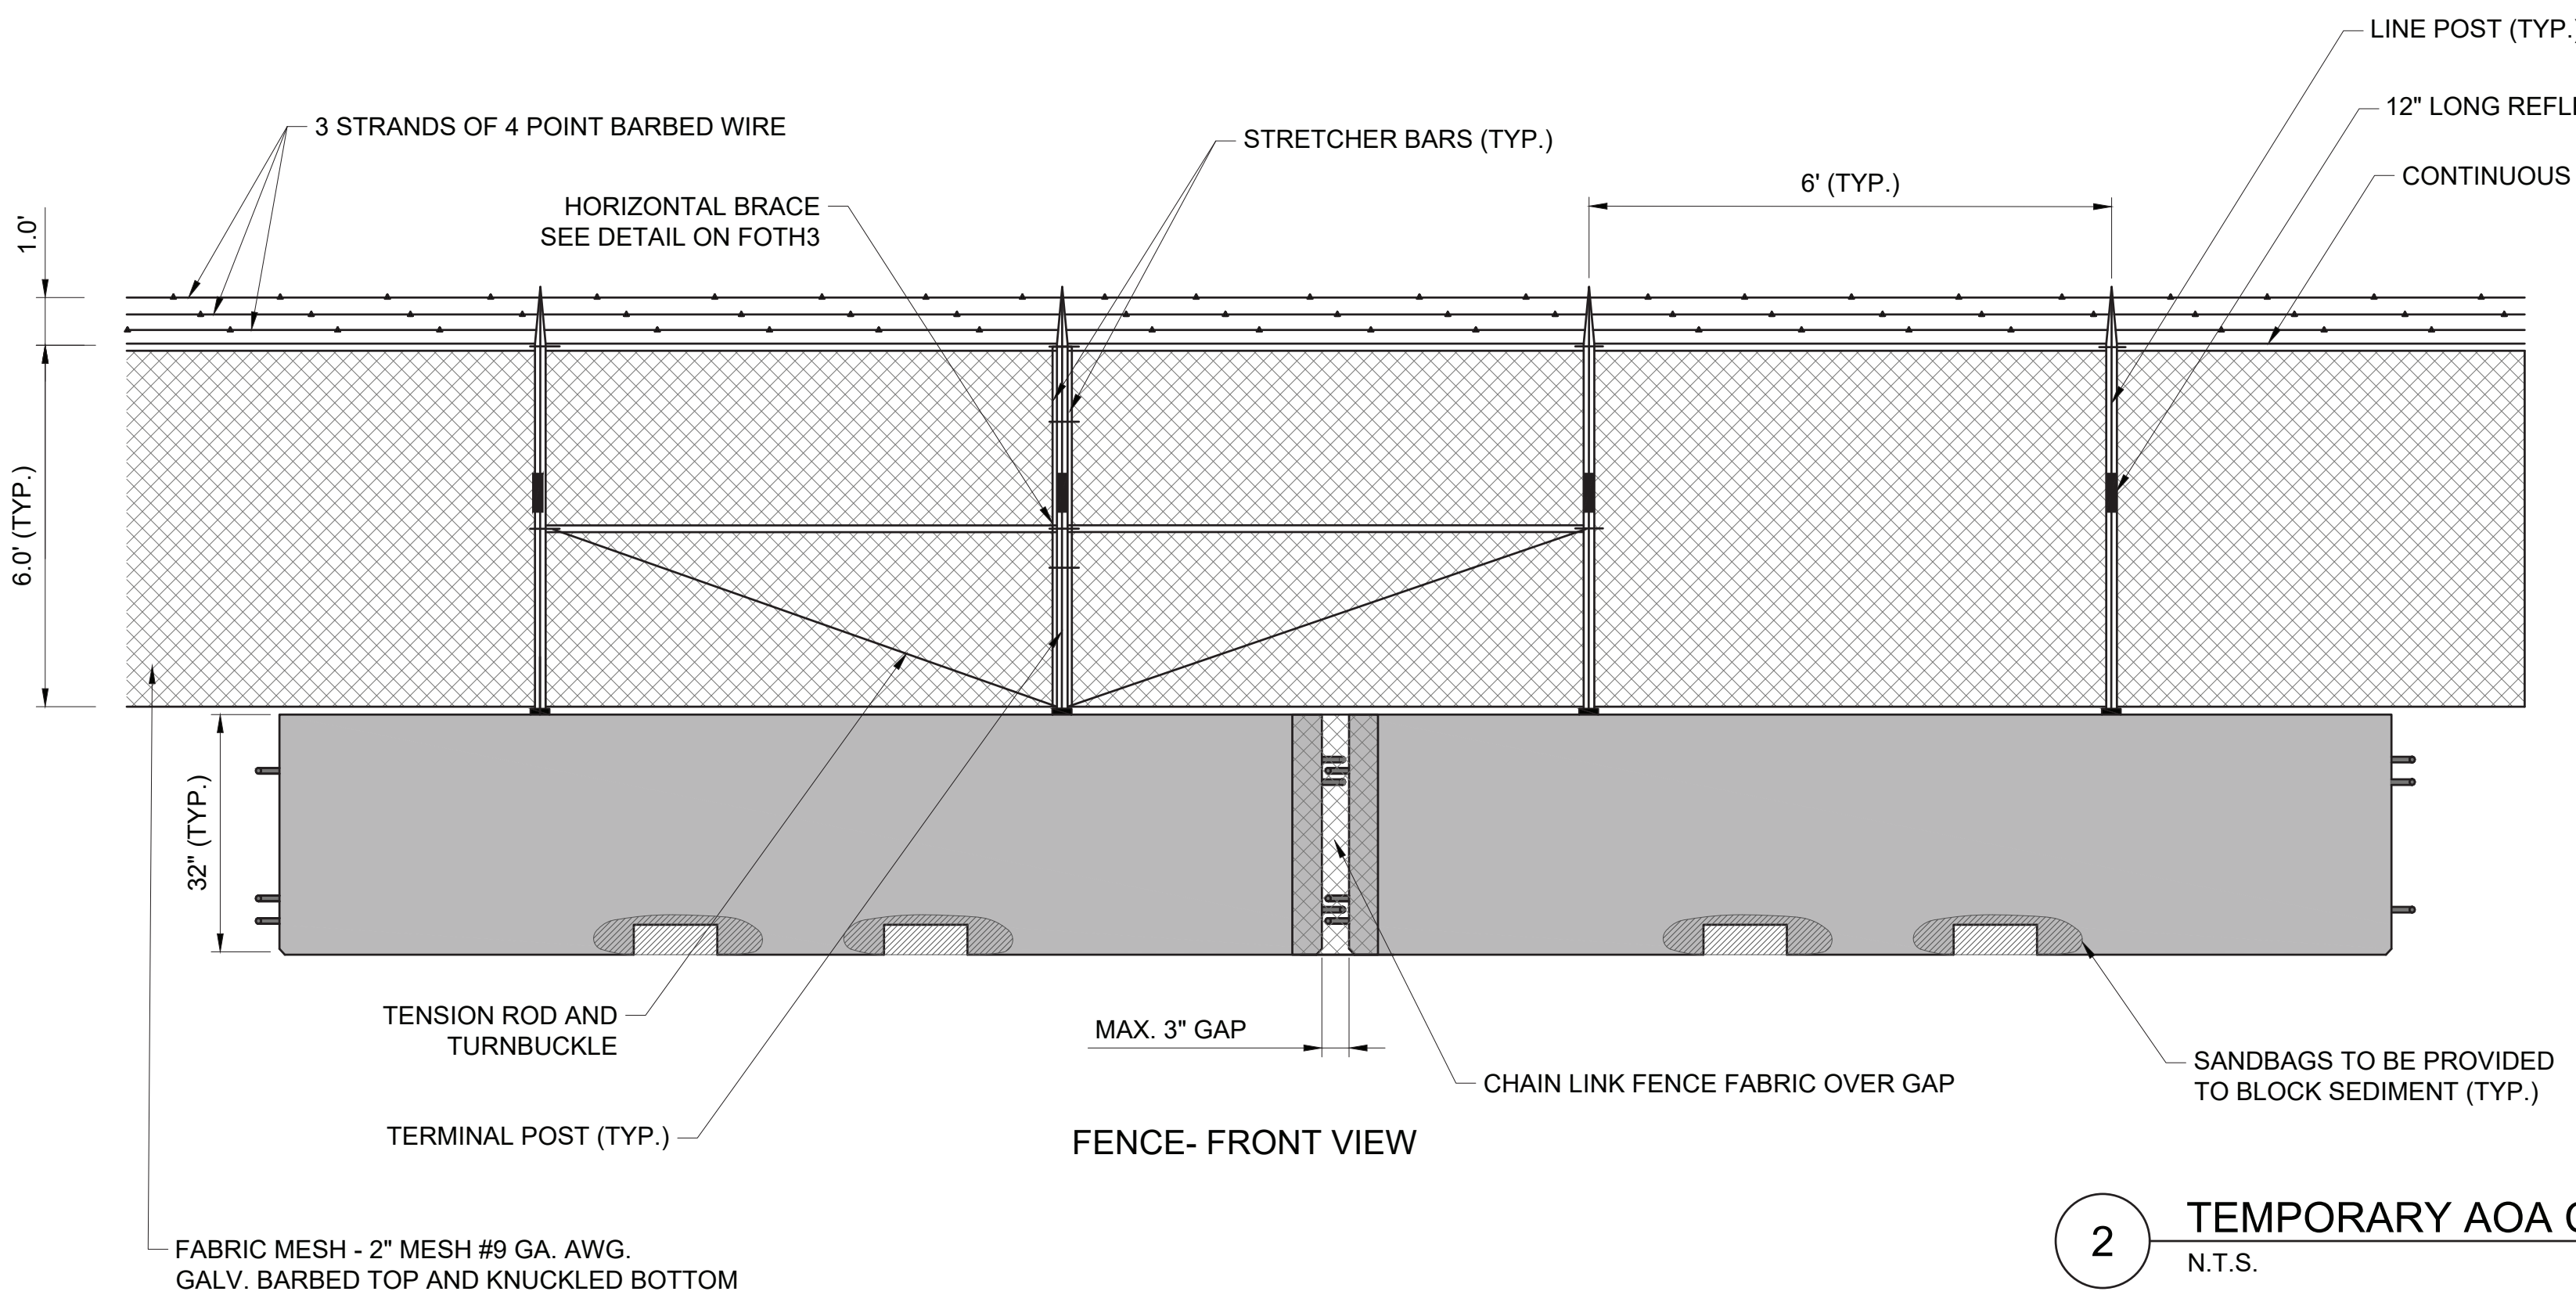 LINE POST (TYP.)
12" LONG
CONTINUOUS
3 STRANDS OF 4 POINT BARBED WIRE
STRETCHER BARS (TYP.)
6' (TYP.)
HORIZONTAL BRACE
SEE DETAIL ON FOTH3
1.0'
6.0' (TYP.)
32" (TYP.)
TENSION ROD AND
TURNBUCKLE
MAX. 3" GAP
CHAIN LINK FENCE FABRIC OVER GAP
SANDBAGS TO BE PROVIDED
TO BLOCK SEDIMENT (TYP.)
TERMINAL POST (TYP.)
FENCE- FRONT VIEW
FABRIC MESH - 2" MESH #9 GA. AWG.
GALV. BARBED TOP AND KNUCKLED BOTTOM
2
TEMPORARY AOA
N.T.S.